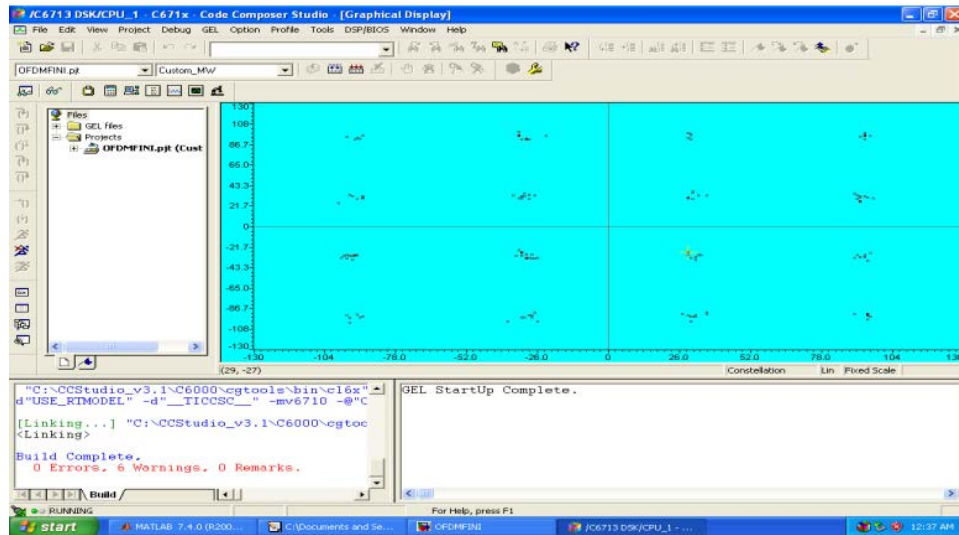 /C6713 DSK/CPU_1 - C671x - Code Composer Studio - [Graphical Display]
File Edit View Project Debug GEL Option Profile Tools DSP/BIOS Window Help
OFDMFINI.pjt Custom_MW
Files
GEL files
Projects
OFDMFINI.pjt (Cust
130
108
86.7
65.0
43.3
21.7
0
-21.7
-43.3
-65.0
-86.7
-108
-130
-130 -104 -78.0 -52.0 -26.0 0 26.0 52.0 78.0 104 13
(29, -27) Constellation Lin Fixed Scale
"C:\CCStudio_v3.1\C6000\cgtools\bin\cl6x"
d"USE_RTMODEL" -d"__TICCSC__" -mv6710 -@"C
[Linking...] "C:\CCStudio_v3.1\C6000\cgtoo
<Linking>
Build Complete,
0 Errors, 6 Warnings, 0 Remarks.
Build
GEL StartUp Complete.
RUNNING For Help, press F1
start MATLAB 7.4.0 (R200... C:\Documents and Se... OFDMFINI /C6713 DSK/CPU_1 - ... 12:37 AM